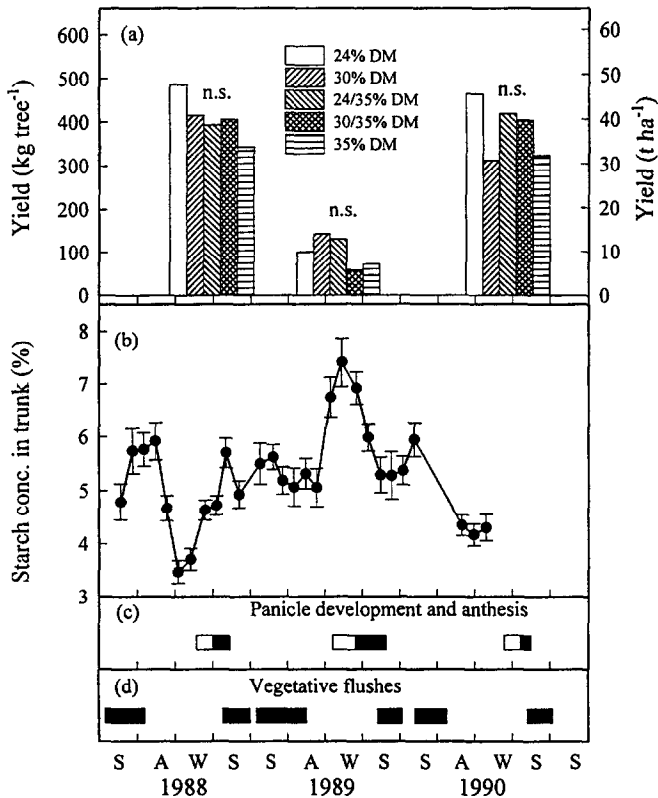 (a)
600
500
400
300
200
100
0
Yield (kg tree⁻¹)
24% DM
30% DM
24/35% DM
30/35% DM
35% DM
n.s.
n.s.
n.s.
60
50
40
30
20
10
0
Yield (t ha⁻¹)
(b)
8
7
6
5
4
3
Starch conc. in trunk (%)
(c) Panicle development and anthesis
(d) Vegetative flushes
S A W S S A W S S A W S S
1988 1989 1990